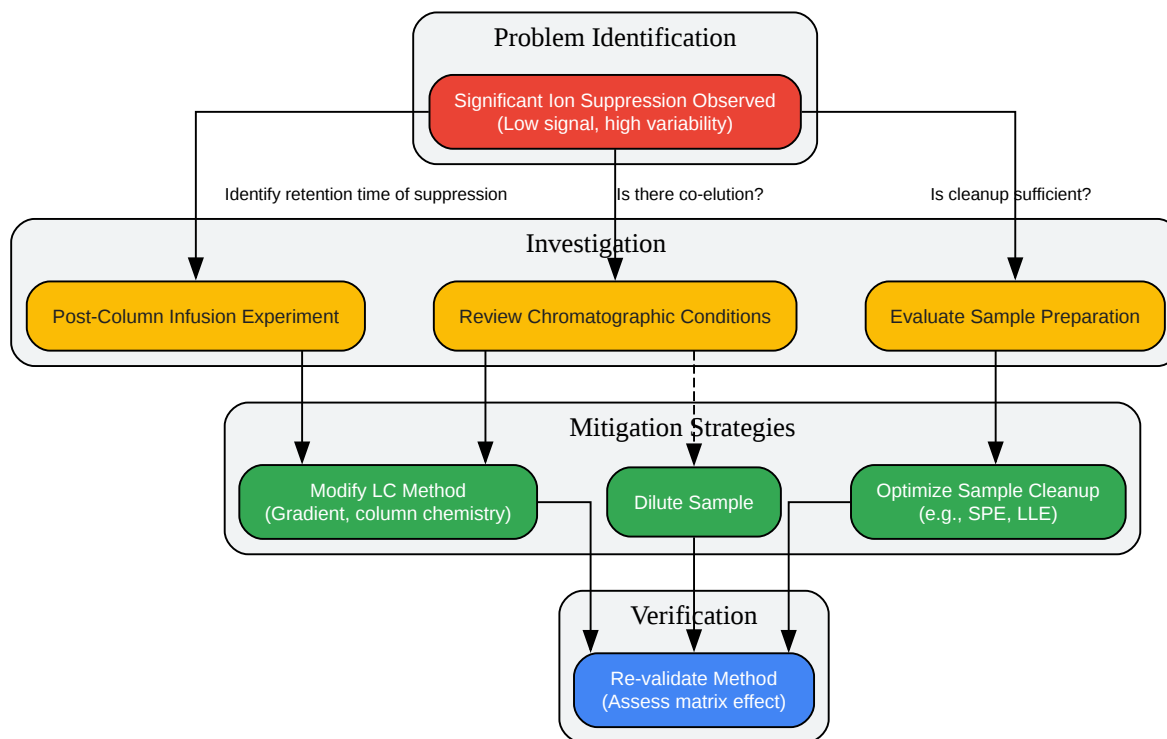 Problem Identification
Significant Ion Suppression Observed
(Low signal, high variability)
Identify retention time of suppression
Is there co-elution?
Is cleanup sufficient?
Investigation
Post-Column Infusion Experiment
Review Chromatographic Conditions
Evaluate Sample Preparation
Mitigation Strategies
Modify LC Method
(Gradient, column chemistry)
Dilute Sample
Optimize Sample Cleanup
(e.g., SPE, LLE)
Verification
Re-validate Method
(Assess matrix effect)